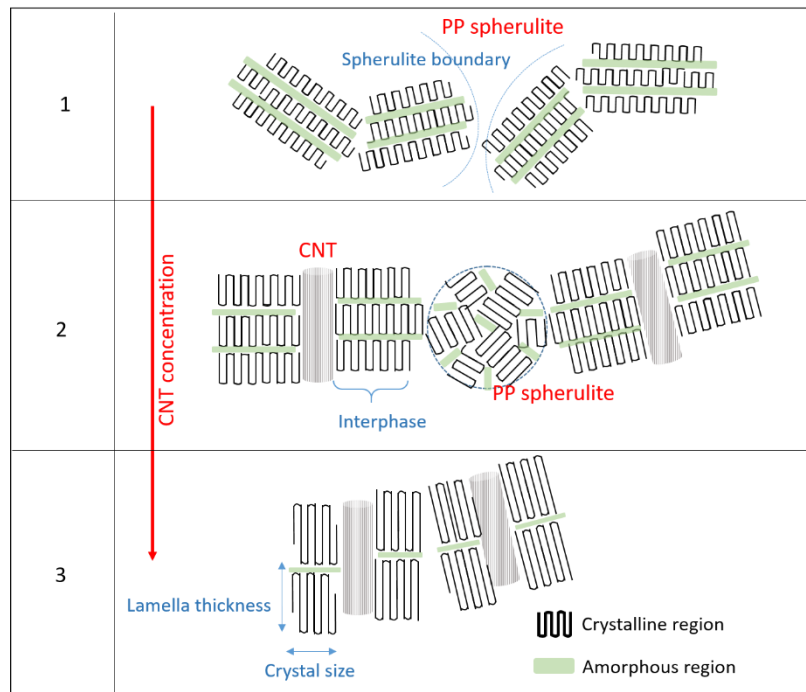 1
PP spherulite
Spherulite boundary
CNT concentration
2
CNT
PP spherulite
Interphase
3
Lamella thickness
Crystal size
Crystalline region
Amorphous region